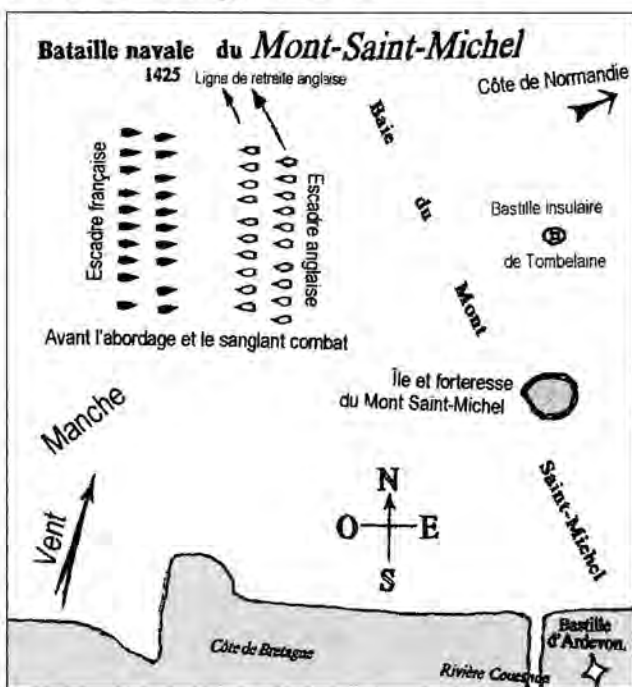 Bataille navale du Mont-Saint-Michel
1425
Ligne de retraite anglaise
Côte de Normandie
Baie
du
Mont
Saint-Michel
Escadre française
Escadre anglaise
Bastille insulaire
de Tombelaine
Avant l'abordage et le sanglant combat
Île et forteresse
du Mont Saint-Michel
Manche
Vent
N
O E
S
Côte de Bretagne
Rivière Couesnon
Bastille
d'Ardevon.